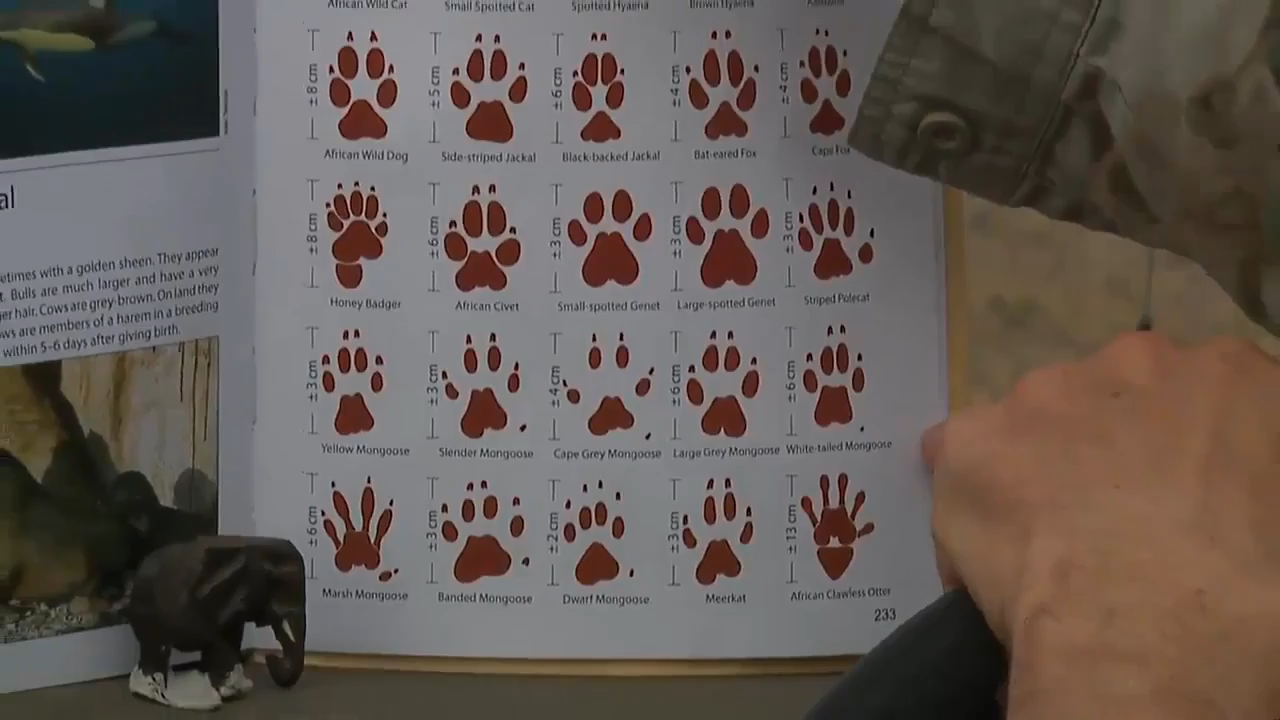 African Wild Cat
Small Spotted Cat
Spotted Hyaena
Brown Hyaena
±8 cm
±5 cm
±6 cm
±4 cm
±4 cm
African Wild Dog
Side-striped Jackal
Black-backed Jackal
Bat-eared Fox
Cape Fox
al
±8 cm
±6 cm
±3 cm
±3 cm
±3 cm
etimes with a golden sheen. They appear
t. Bulls are much larger and have a very
ger hair. Cows are grey-brown. On land they
ws are members of a harem in a breeding
within 5-6 days after giving birth.
Honey Badger
African Civet
Small-spotted Genet
Large-spotted Genet
Striped Polecat
±3 cm
±3 cm
±4 cm
±6 cm
±6 cm
Yellow Mongoose
Slender Mongoose
Cape Grey Mongoose
Large Grey Mongoose
White-tailed Mongoose
±6 cm
±3 cm
±2 cm
±3 cm
±13 cm
Marsh Mongoose
Banded Mongoose
Dwarf Mongoose
Meerkat
African Clawless Otter
233